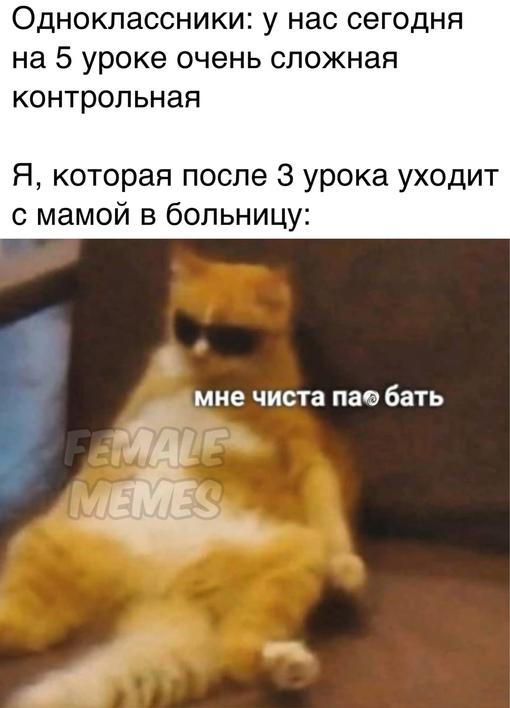 Одноклассники: у нас сегодня
на 5 уроке очень сложная
контрольная
Я, которая после 3 урока уходит
с мамой в больницу:
мне чиста па бать
FEMALE
MEMES